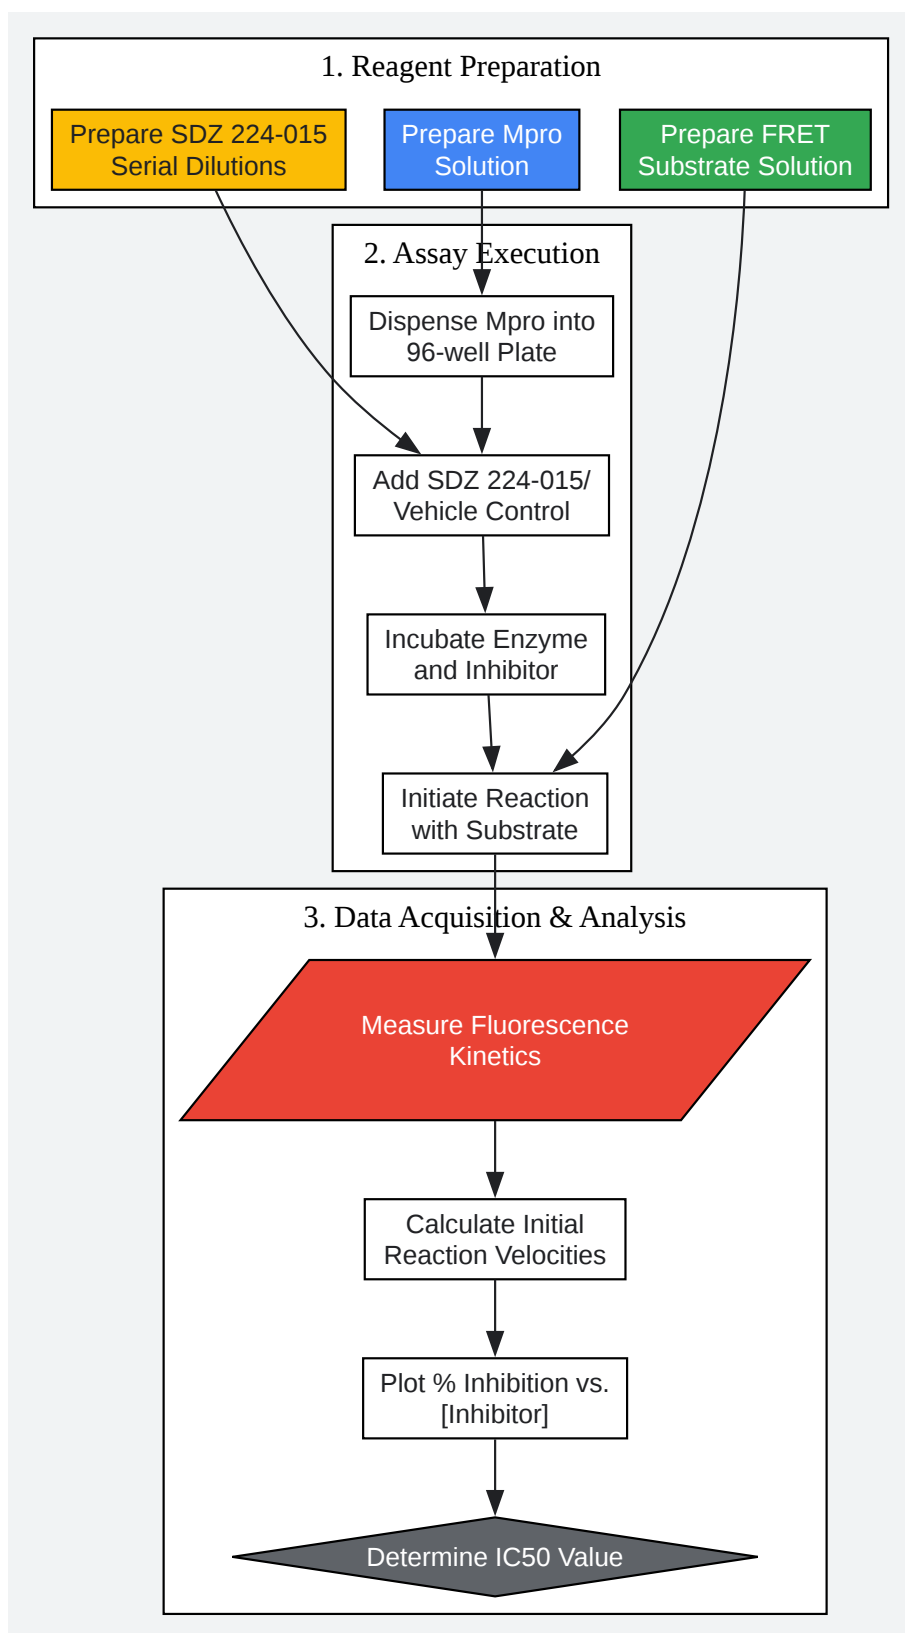 1. Reagent Preparation
Prepare SDZ 224-015
Serial Dilutions
Prepare Mpro
Solution
Prepare FRET
Substrate Solution
2. Assay Execution
Dispense Mpro into
96-well Plate
Add SDZ 224-015/
Vehicle Control
Incubate Enzyme
and Inhibitor
Initiate Reaction
with Substrate
3. Data Acquisition & Analysis
Measure Fluorescence
Kinetics
Calculate Initial
Reaction Velocities
Plot % Inhibition vs.
[Inhibitor]
Determine IC50 Value